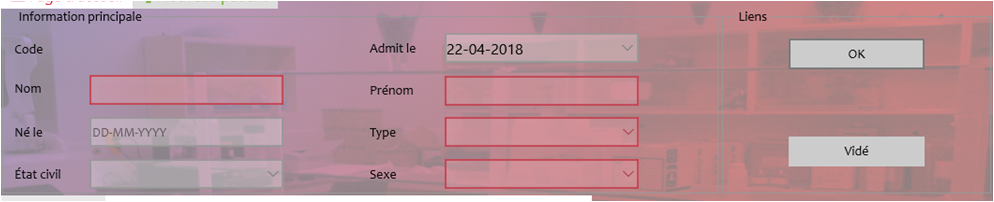 Information principale
Liens
Code
Admit le
22-04-2018
OK
Nom
Prénom
Né le
DD-MM-YYYY
Type
Vidé
État civil
Sexe